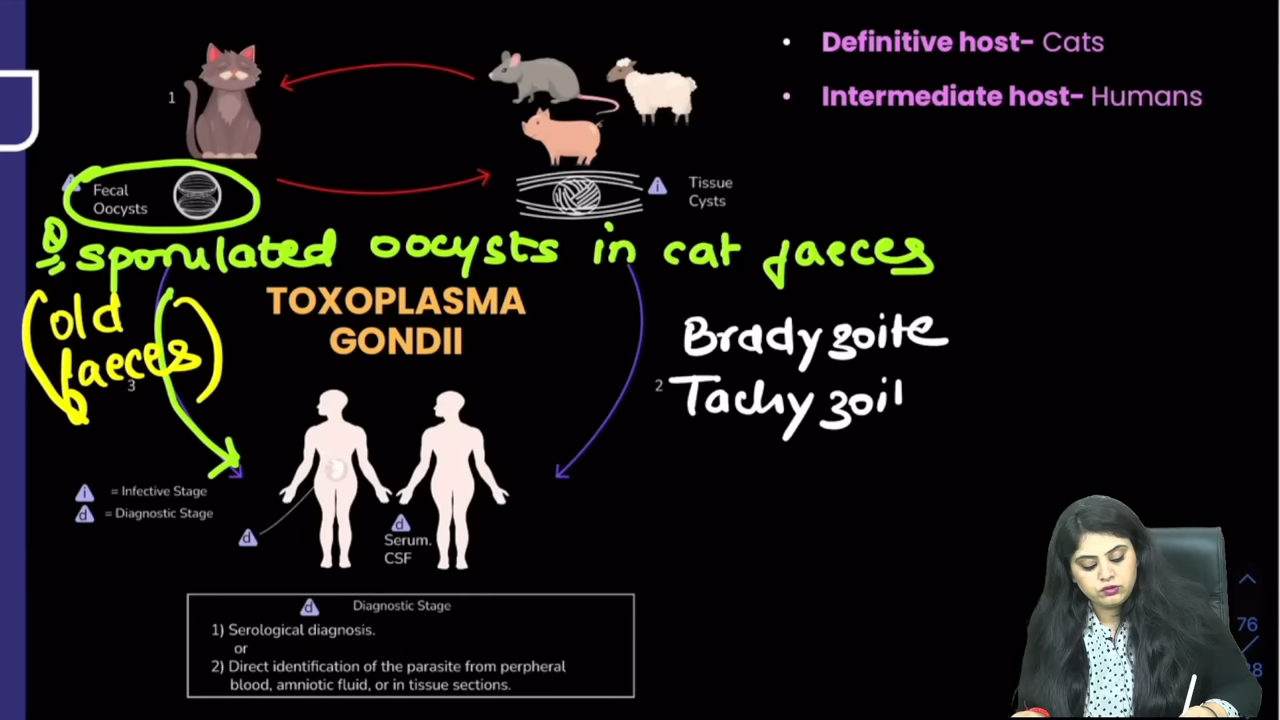 • Definitive host- Cats
• Intermediate host- Humans
1
Fecal
Oocysts
i
Tissue
Cysts
sporulated oocysts in cat faeces
(old
faeces)
TOXOPLASMA
GONDII
Bradyzoite
Tachyzoit
3
2
i = Infective Stage
d = Diagnostic Stage
d
d
Serum.
CSF
d Diagnostic Stage
1) Serological diagnosis.
or
2) Direct identification of the parasite from perpheral
blood, amniotic fluid, or in tissue sections.
76